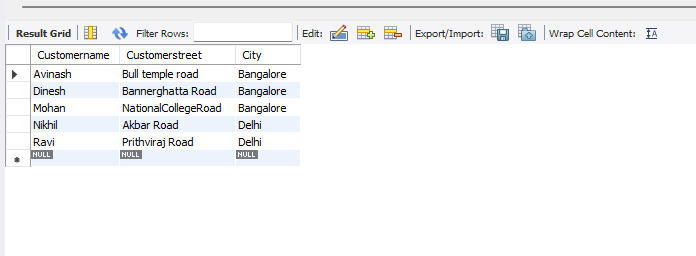 Result Grid Filter Rows: Edit: Export/Import: Wrap Cell Content: IA
Customername Customerstreet City
Avinash Bull temple road Bangalore
Dinesh Bannerghatta Road Bangalore
Mohan NationalCollegeRoad Bangalore
Nikhil Akbar Road Delhi
Ravi Prithviraj Road Delhi
NULL NULL NULL